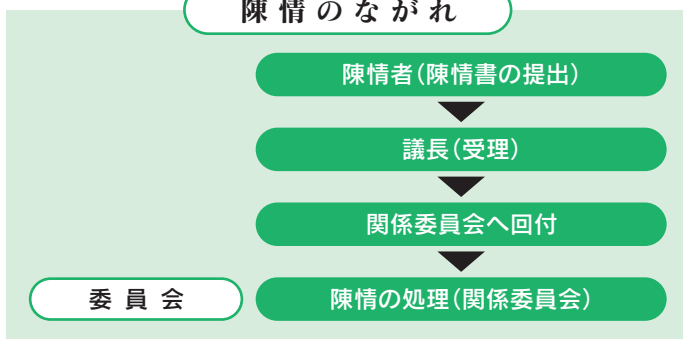 陳情のながれ
陳情者（陳情書の提出）
議長（受理）
関係委員会へ回付
委員会
陳情の処理（関係委員会）